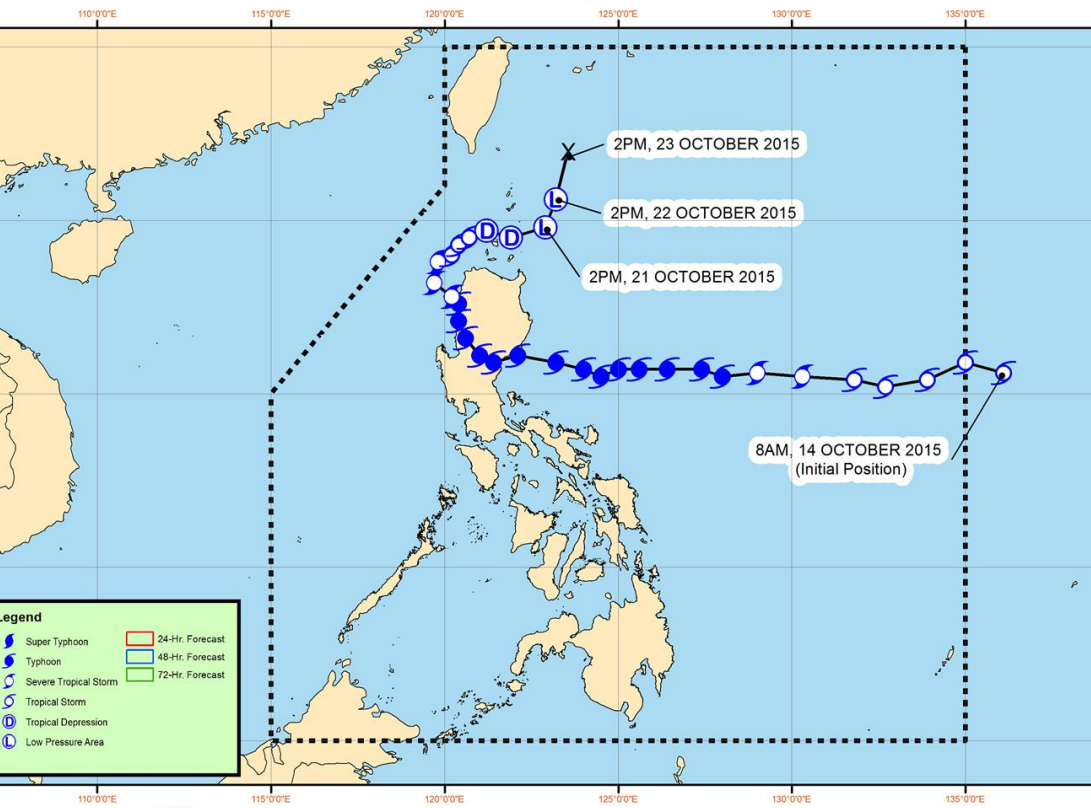 110°0'0"E 115°0'0"E 120°0'0"E 125°0'0"E 130°0'0"E 135°0'0"E
2PM, 23 OCTOBER 2015
L
2PM, 22 OCTOBER 2015
D D L
2PM, 21 OCTOBER 2015
8AM, 14 OCTOBER 2015
(Initial Position)
Legend
Super Typhoon
Typhoon
Severe Tropical Storm
Tropical Storm
D Tropical Depression
L Low Pressure Area
24-Hr. Forecast
48-Hr. Forecast
72-Hr. Forecast
110°0'0"E 115°0'0"E 120°0'0"E 125°0'0"E 130°0'0"E 135°0'0"E